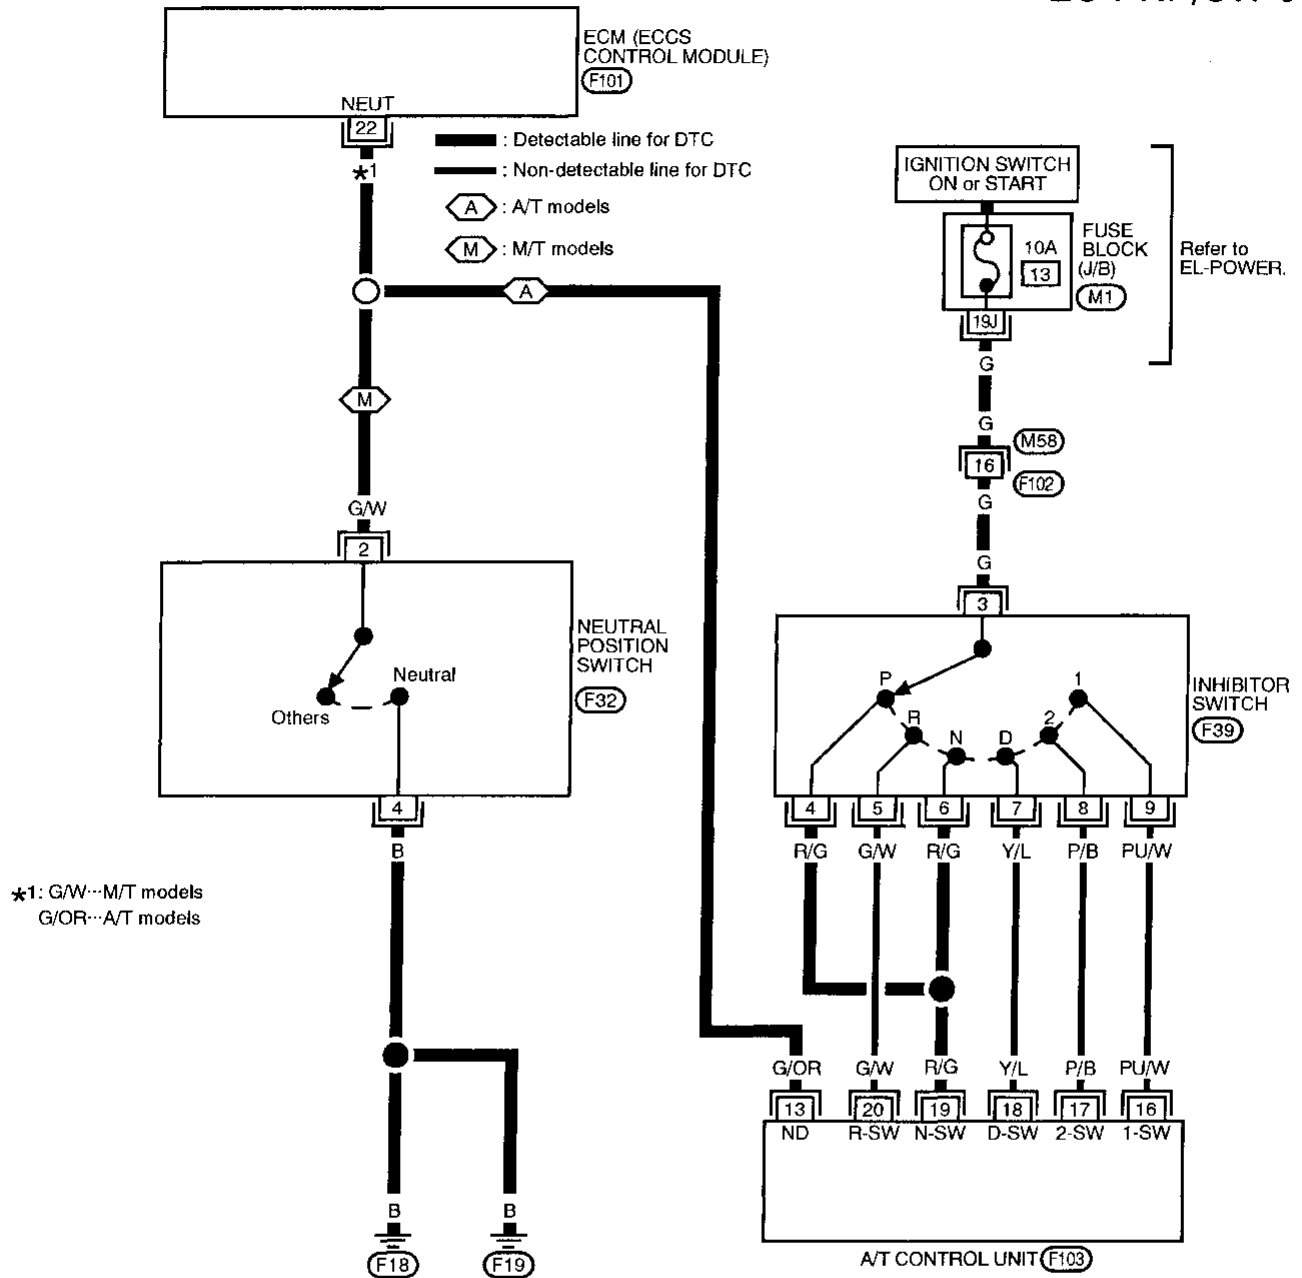 ECM (ECCS
CONTROL MODULE)
F101
NEUT
22
*1
: Detectable line for DTC
: Non-detectable line for DTC
A : A/T models
M : M/T models
IGNITION SWITCH
ON or START
10A
13
FUSE
BLOCK
(J/B)
M1
Refer to
EL-POWER.
19J
G
A
M
G
M58
16
F102
G
G/W
2
G
3
NEUTRAL
POSITION
SWITCH
F32
Neutral
Others
4
B
INHIBITOR
SWITCH
F39
P
R
N
D
2
1
4 5 6 7 8 9
R/G G/W R/G Y/L P/B PU/W
*1: G/W···M/T models
G/OR···A/T models
G/OR G/W R/G Y/L P/B PU/W
13 20 19 18 17 16
ND R-SW N-SW D-SW 2-SW 1-SW
B B
F18 F19
A/T CONTROL UNIT F103